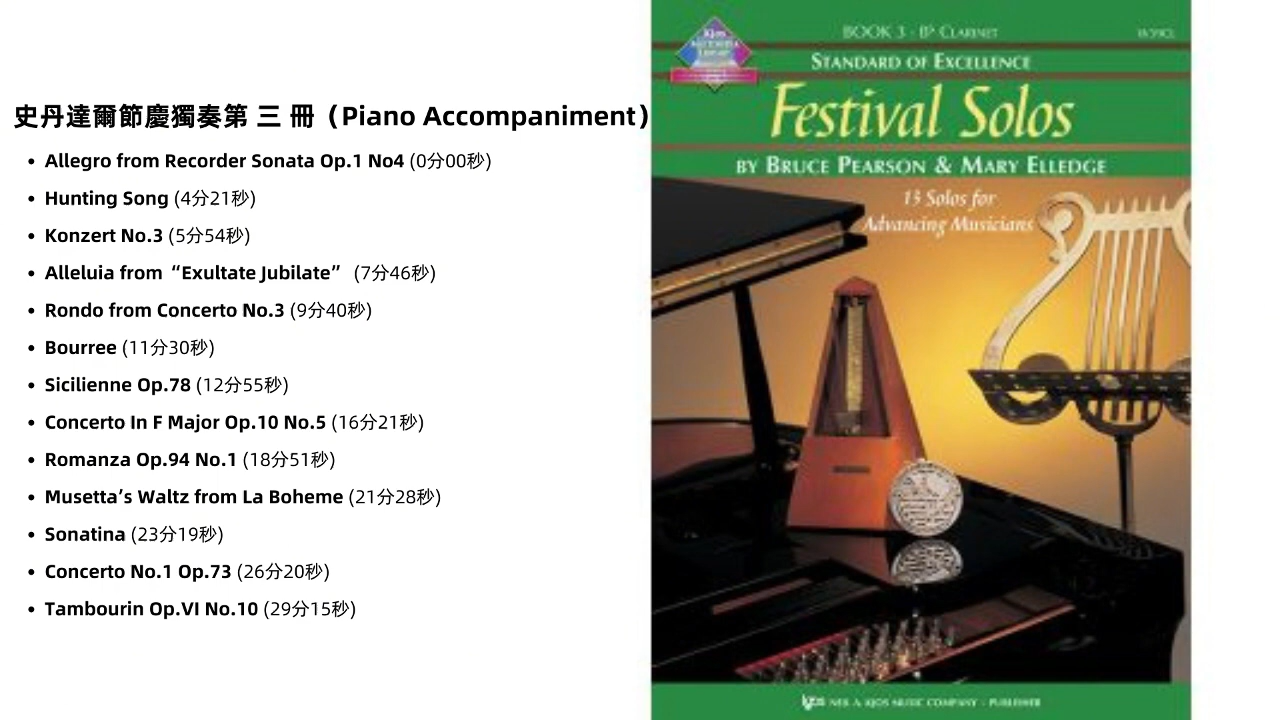 史丹達爾節慶獨奏第 三 冊（Piano Accompaniment）
• Allegro from Recorder Sonata Op.1 No4 (0分00秒)
• Hunting Song (4分21秒)
• Konzert No.3 (5分54秒)
• Alleluia from “Exultate Jubilate” (7分46秒)
• Rondo from Concerto No.3 (9分40秒)
• Bourree (11分30秒)
• Sicilienne Op.78 (12分55秒)
• Concerto In F Major Op.10 No.5 (16分21秒)
• Romanza Op.94 No.1 (18分51秒)
• Musetta’s Waltz from La Boheme (21分28秒)
• Sonatina (23分19秒)
• Concerto No.1 Op.73 (26分20秒)
• Tambourin Op.VI No.10 (29分15秒)
BOOK 3 · B♭ CLARINET
W39CL
Kjos
MULTIMEDIA
LIBRARY
STANDARD OF EXCELLENCE
Festival Solos
BY BRUCE PEARSON & MARY ELLEDGE
13 Solos for
Advancing Musicians
kjos NEIL A. KJOS MUSIC COMPANY · PUBLISHER